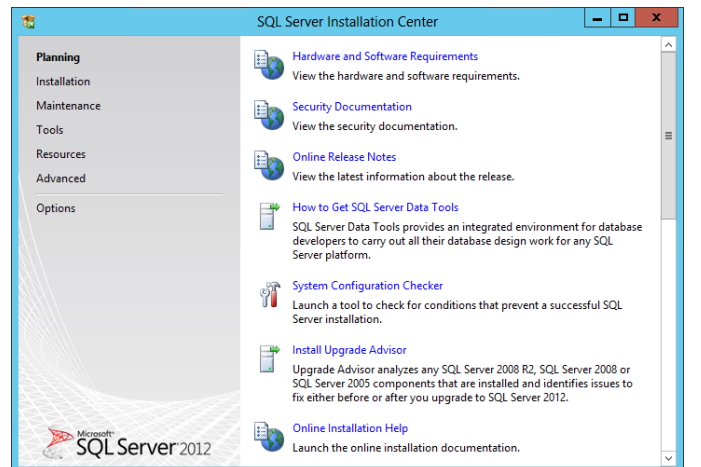 SQL Server Installation Center
Planning
Installation
Maintenance
Tools
Resources
Advanced
Options
Hardware and Software Requirements
View the hardware and software requirements.
Security Documentation
View the security documentation.
Online Release Notes
View the latest information about the release.
How to Get SQL Server Data Tools
SQL Server Data Tools provides an integrated environment for database
developers to carry out all their database design work for any SQL
Server platform.
System Configuration Checker
Launch a tool to check for conditions that prevent a successful SQL
Server installation.
Install Upgrade Advisor
Upgrade Advisor analyzes any SQL Server 2008 R2, SQL Server 2008 or
SQL Server 2005 components that are installed and identifies issues to
fix either before or after you upgrade to SQL Server 2012.
Online Installation Help
Launch the online installation documentation.
Microsoft
SQL Server 2012